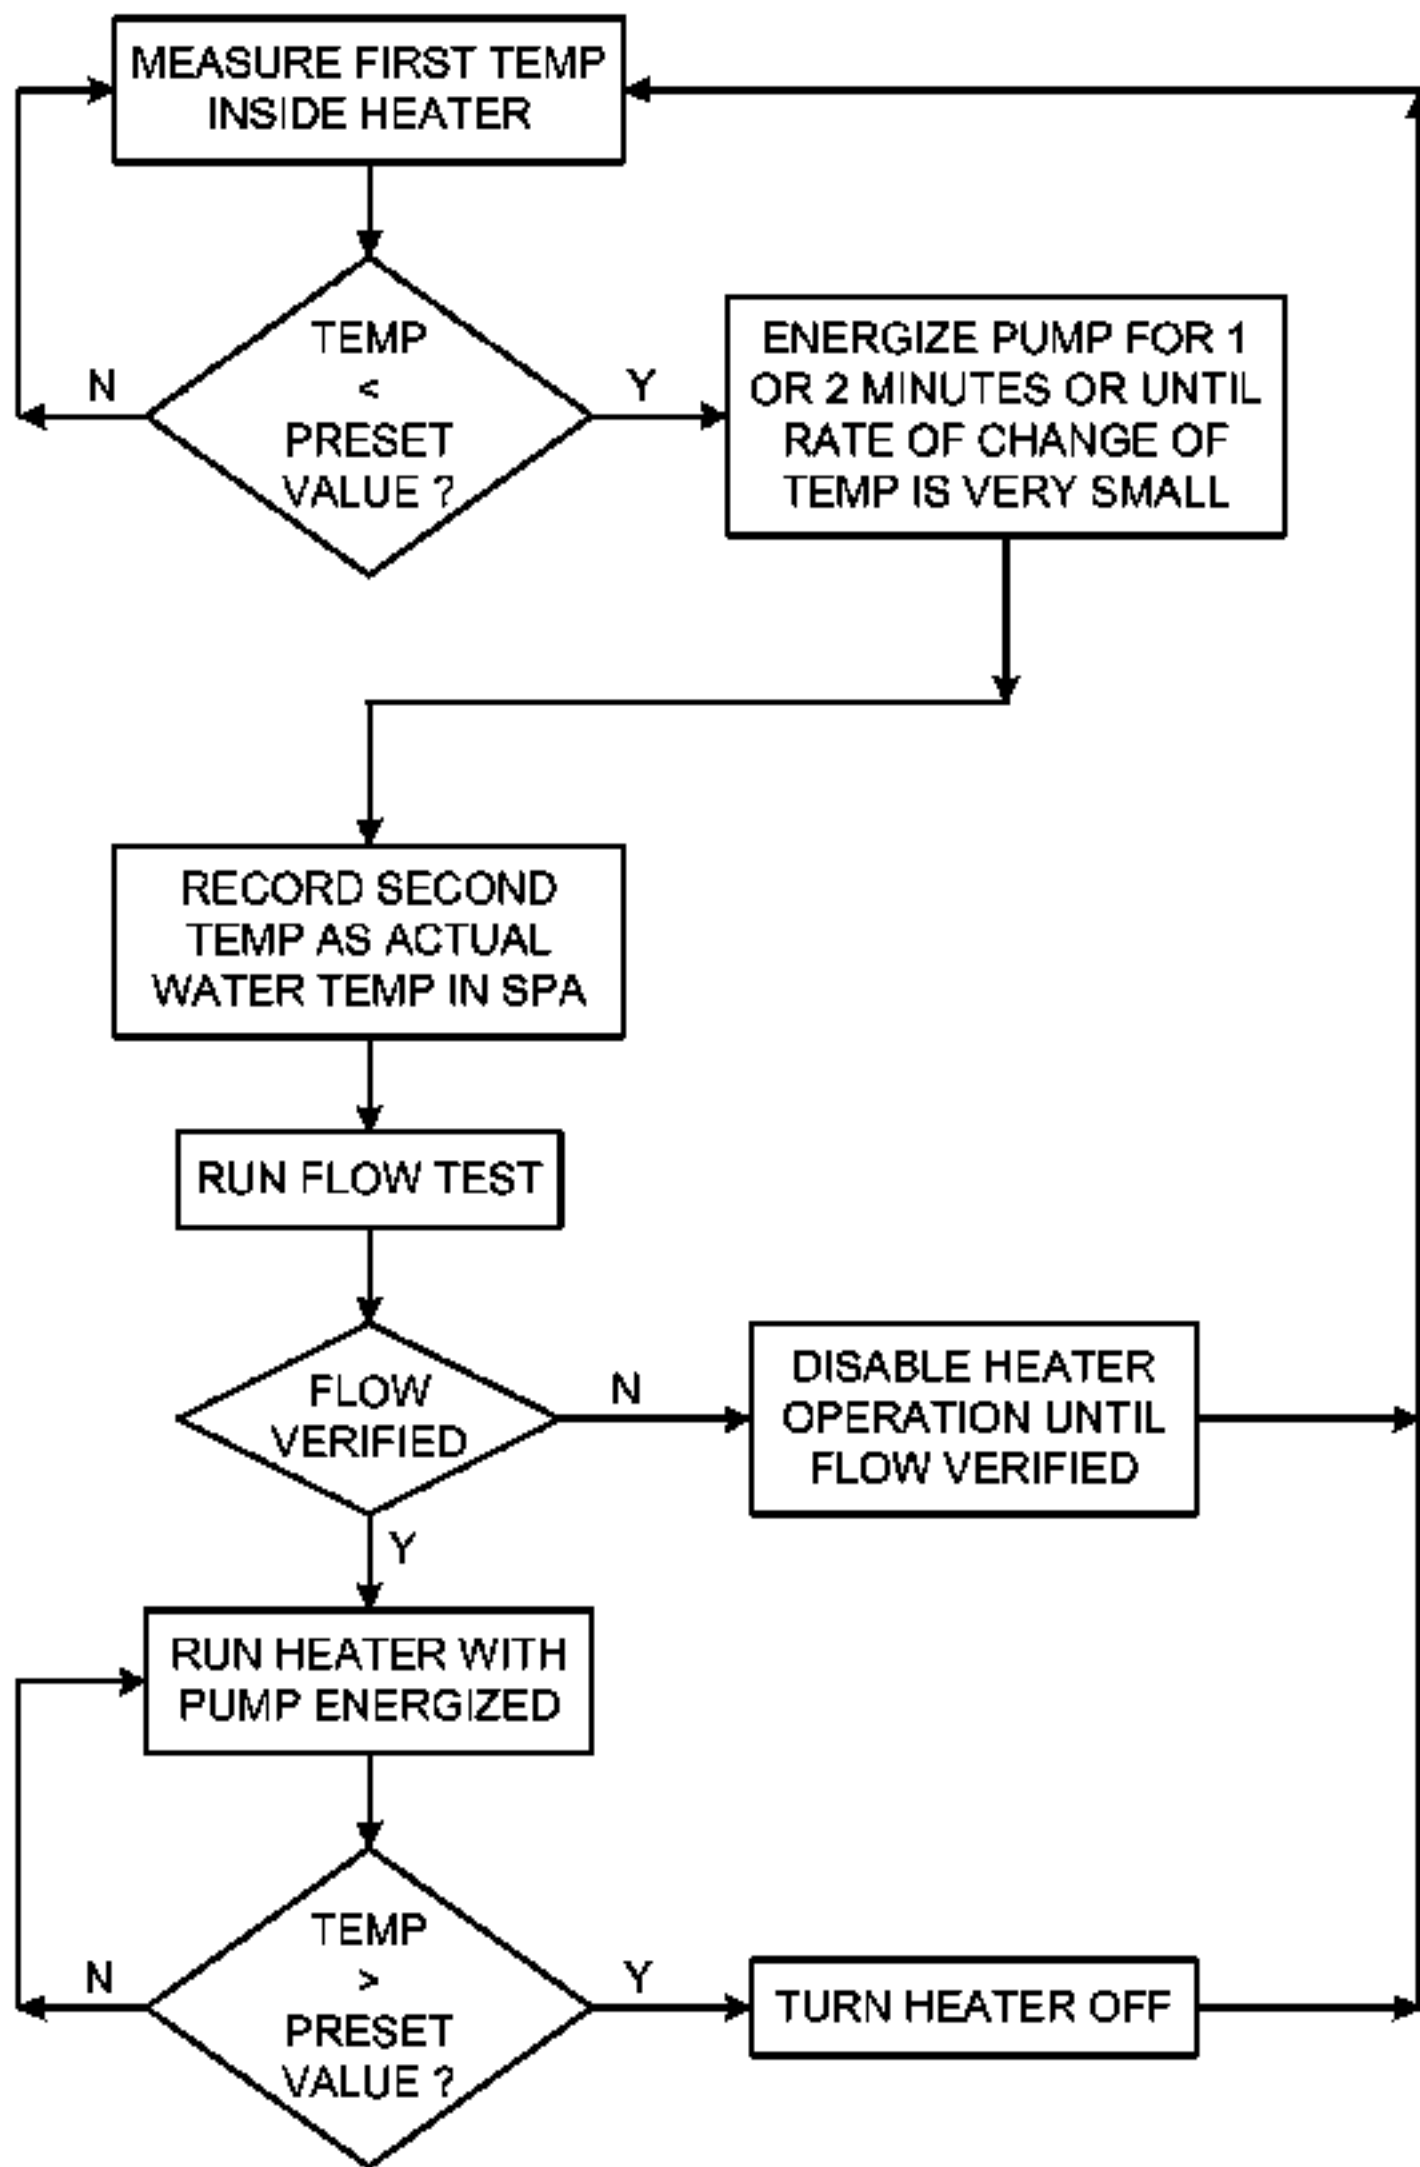 MEASURE FIRST TEMP
INSIDE HEATER
TEMP
<
PRESET
VALUE ?
N
Y
ENERGIZE PUMP FOR 1
OR 2 MINUTES OR UNTIL
RATE OF CHANGE OF
TEMP IS VERY SMALL
RECORD SECOND
TEMP AS ACTUAL
WATER TEMP IN SPA
RUN FLOW TEST
FLOW
VERIFIED
N
DISABLE HEATER
OPERATION UNTIL
FLOW VERIFIED
Y
RUN HEATER WITH
PUMP ENERGIZED
TEMP
>
PRESET
VALUE ?
N
Y
TURN HEATER OFF